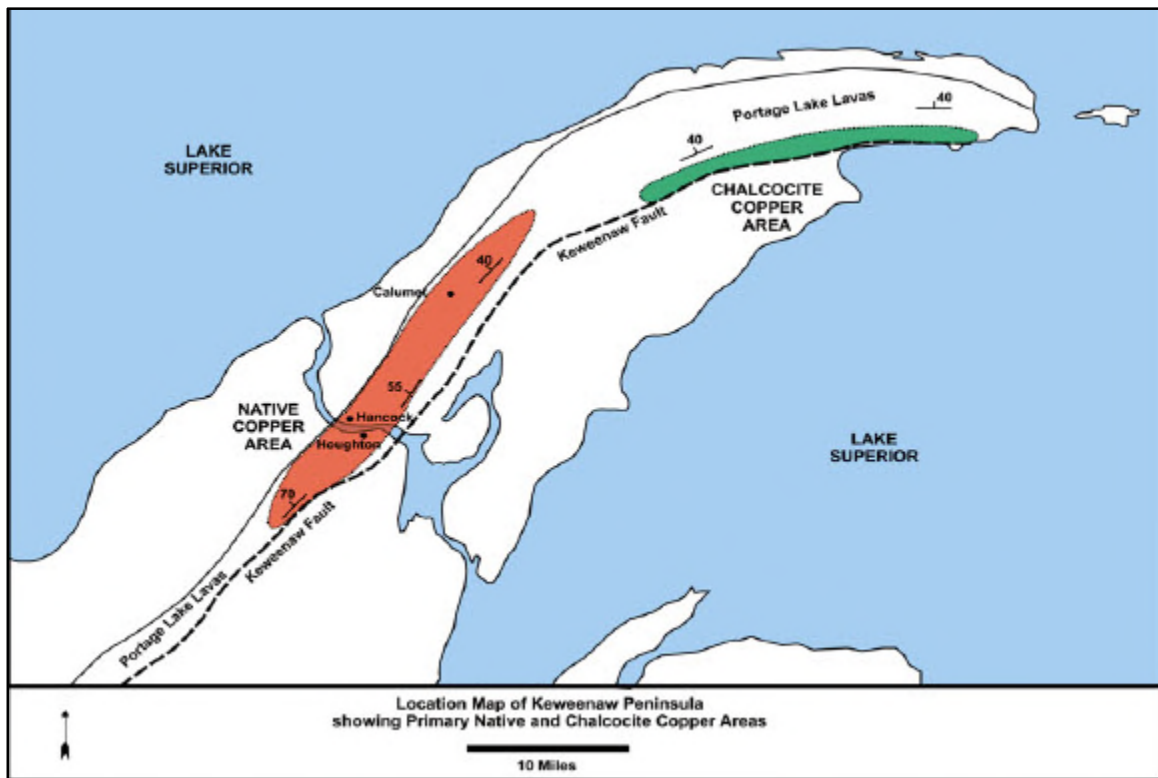 Portage Lake Lavas
40
40
LAKE
SUPERIOR
CHALCOCITE
COPPER
AREA
Keweenaw Fault
40
Calumet
55
NATIVE
COPPER
AREA
Hancock
Houghton
LAKE
SUPERIOR
70
Keweenaw Fault
Portage Lake Lavas
Location Map of Keweenaw Peninsula
showing Primary Native and Chalcocite Copper Areas
10 Miles